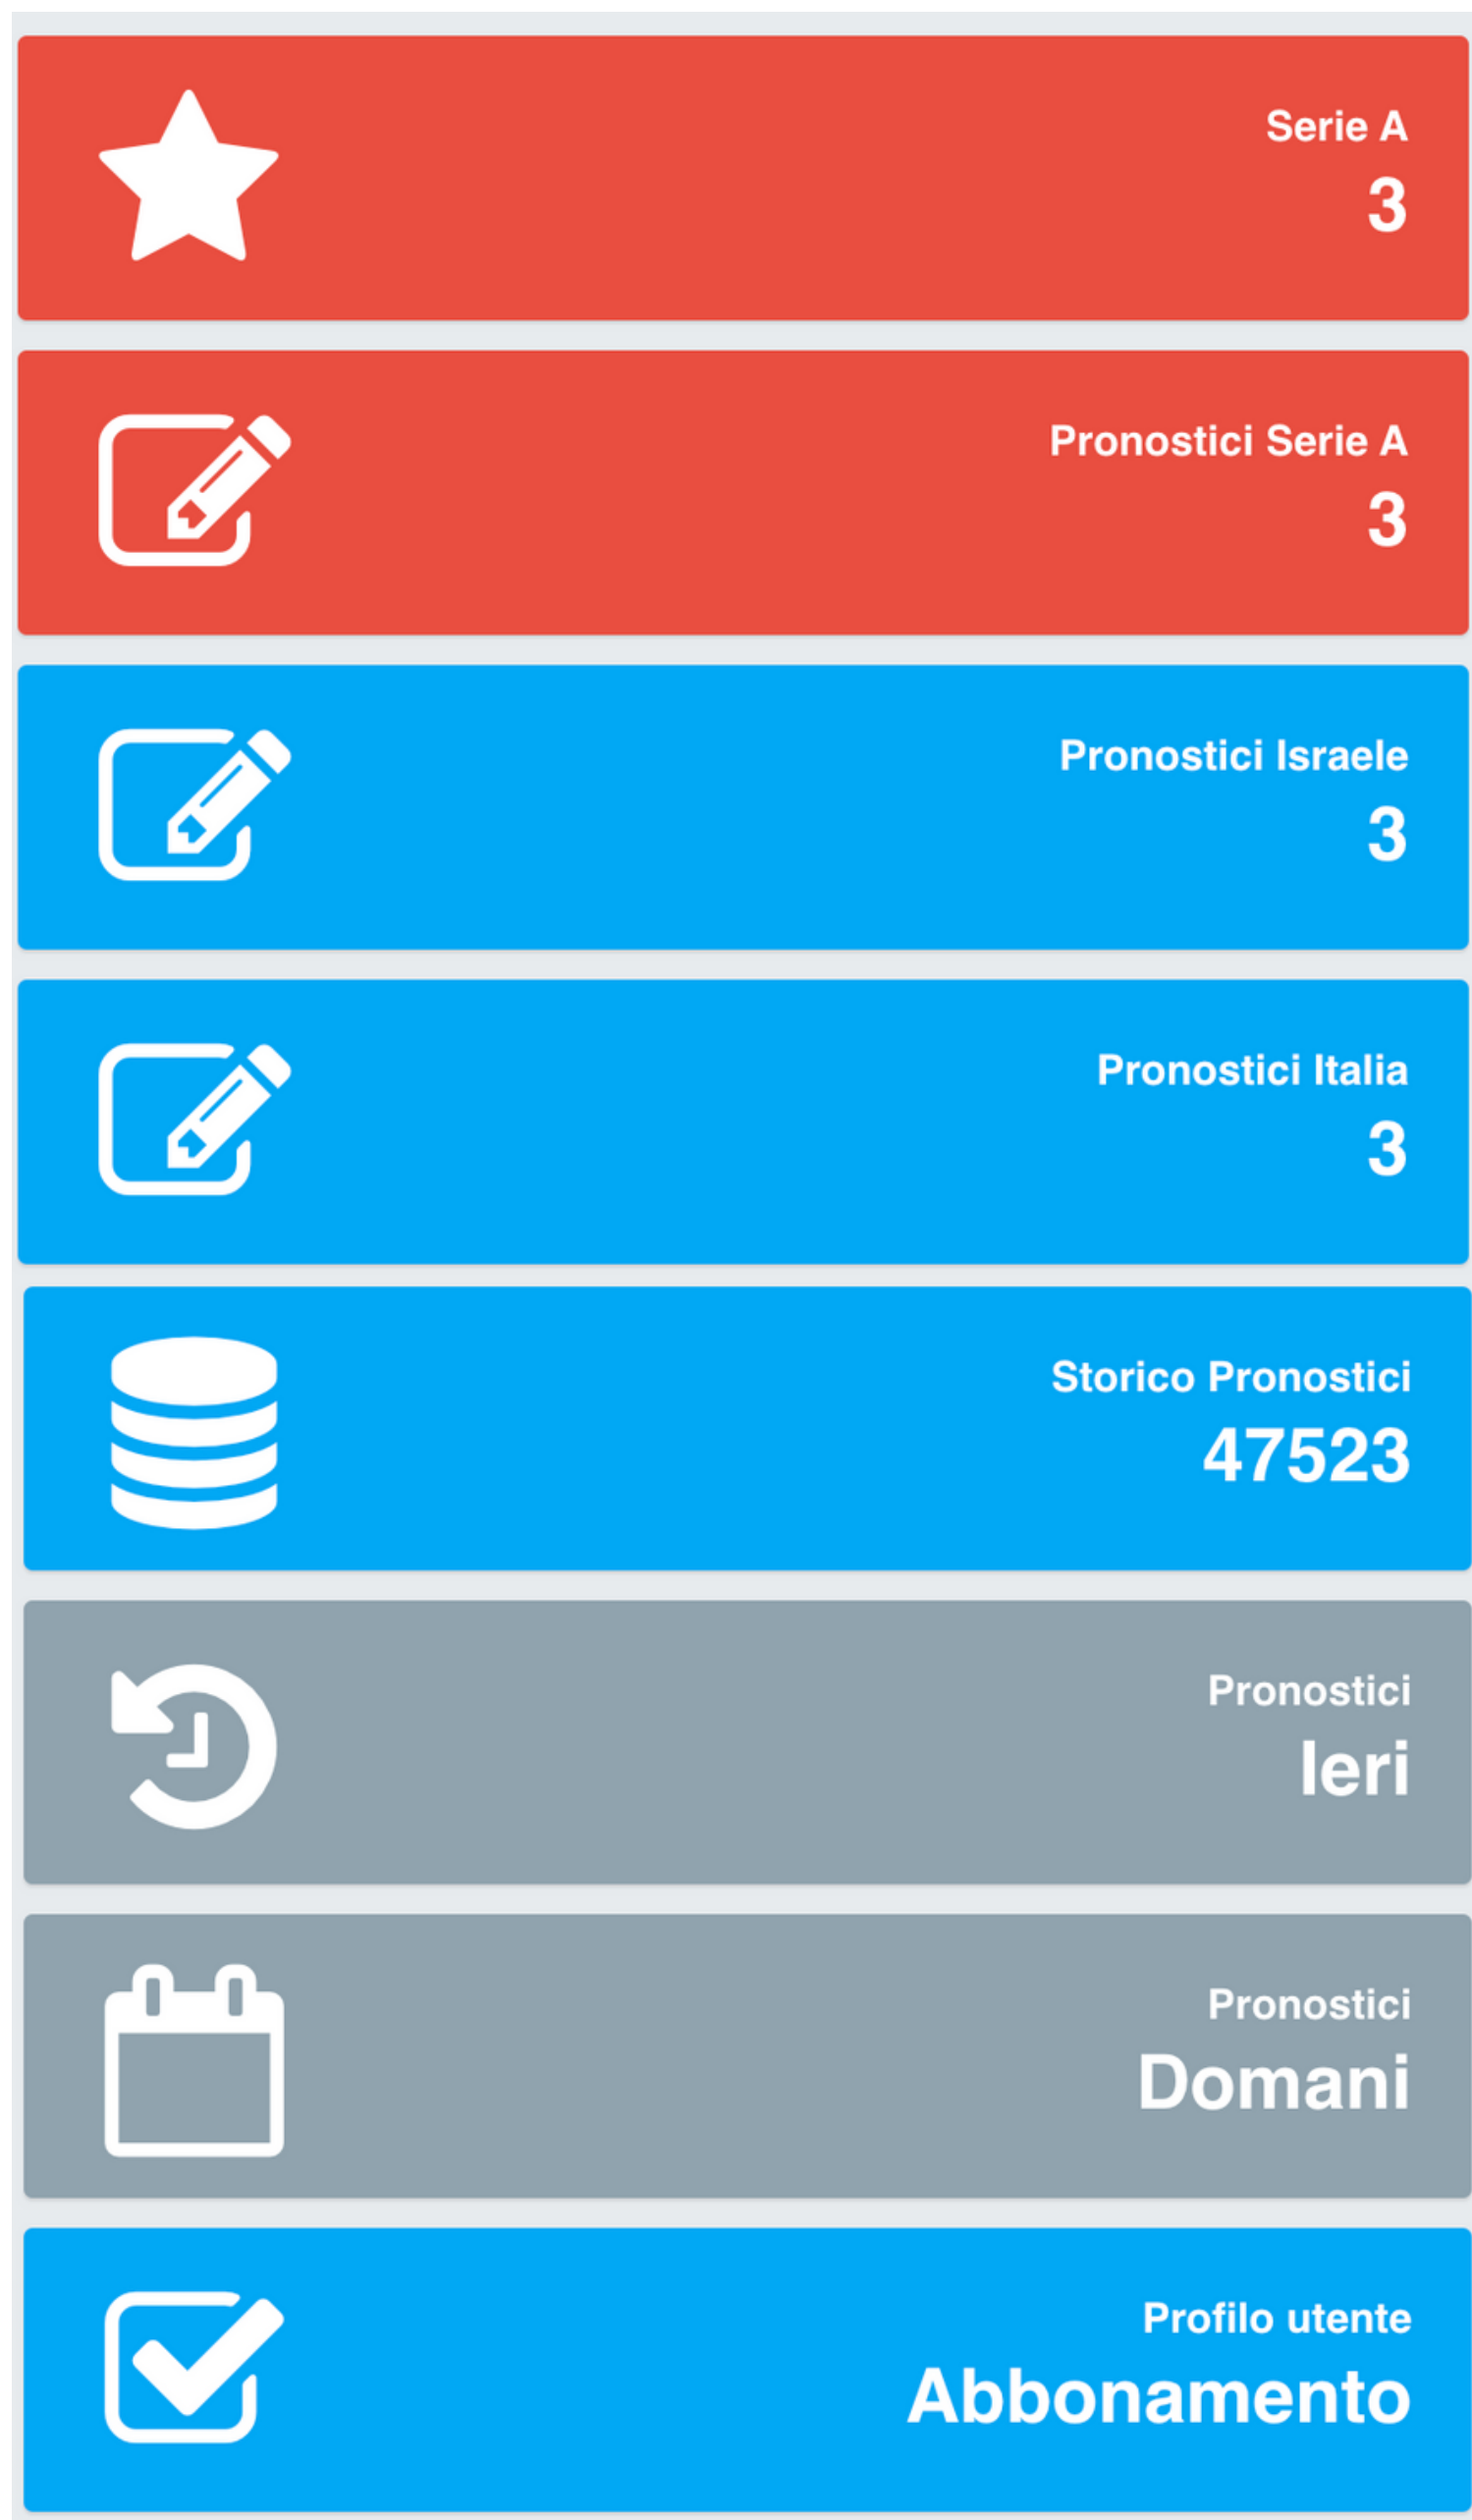 Serie A
3
Pronostici Serie A
3
Pronostici Israele
3
Pronostici Italia
3
Storico Pronostici
47523
Pronostici
Ieri
Pronostici
Domani
Profilo utente
Abbonamento